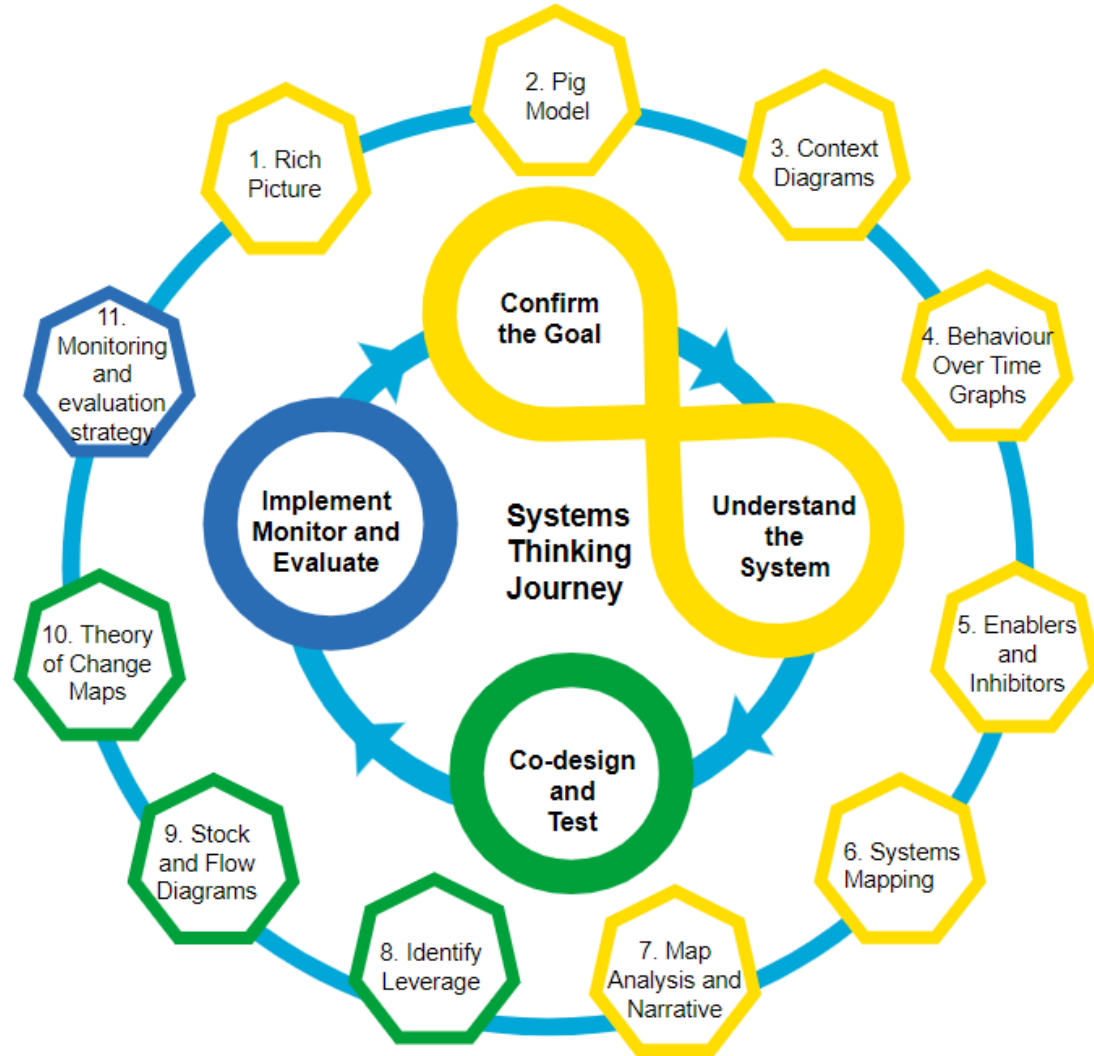 1. Rich
Picture
2. Pig
Model
3. Context
Diagrams
4. Behaviour
Over Time
Graphs
5. Enablers
and
Inhibitors
6. Systems
Mapping
7. Map
Analysis and
Narrative
8. Identify
Leverage
9. Stock
and Flow
Diagrams
10. Theory
of Change
Maps
11.
Monitoring
and
evaluation
strategy
Confirm
the Goal
Understand
the
System
Co-design
and
Test
Implement
Monitor and
Evaluate
Systems
Thinking
Journey